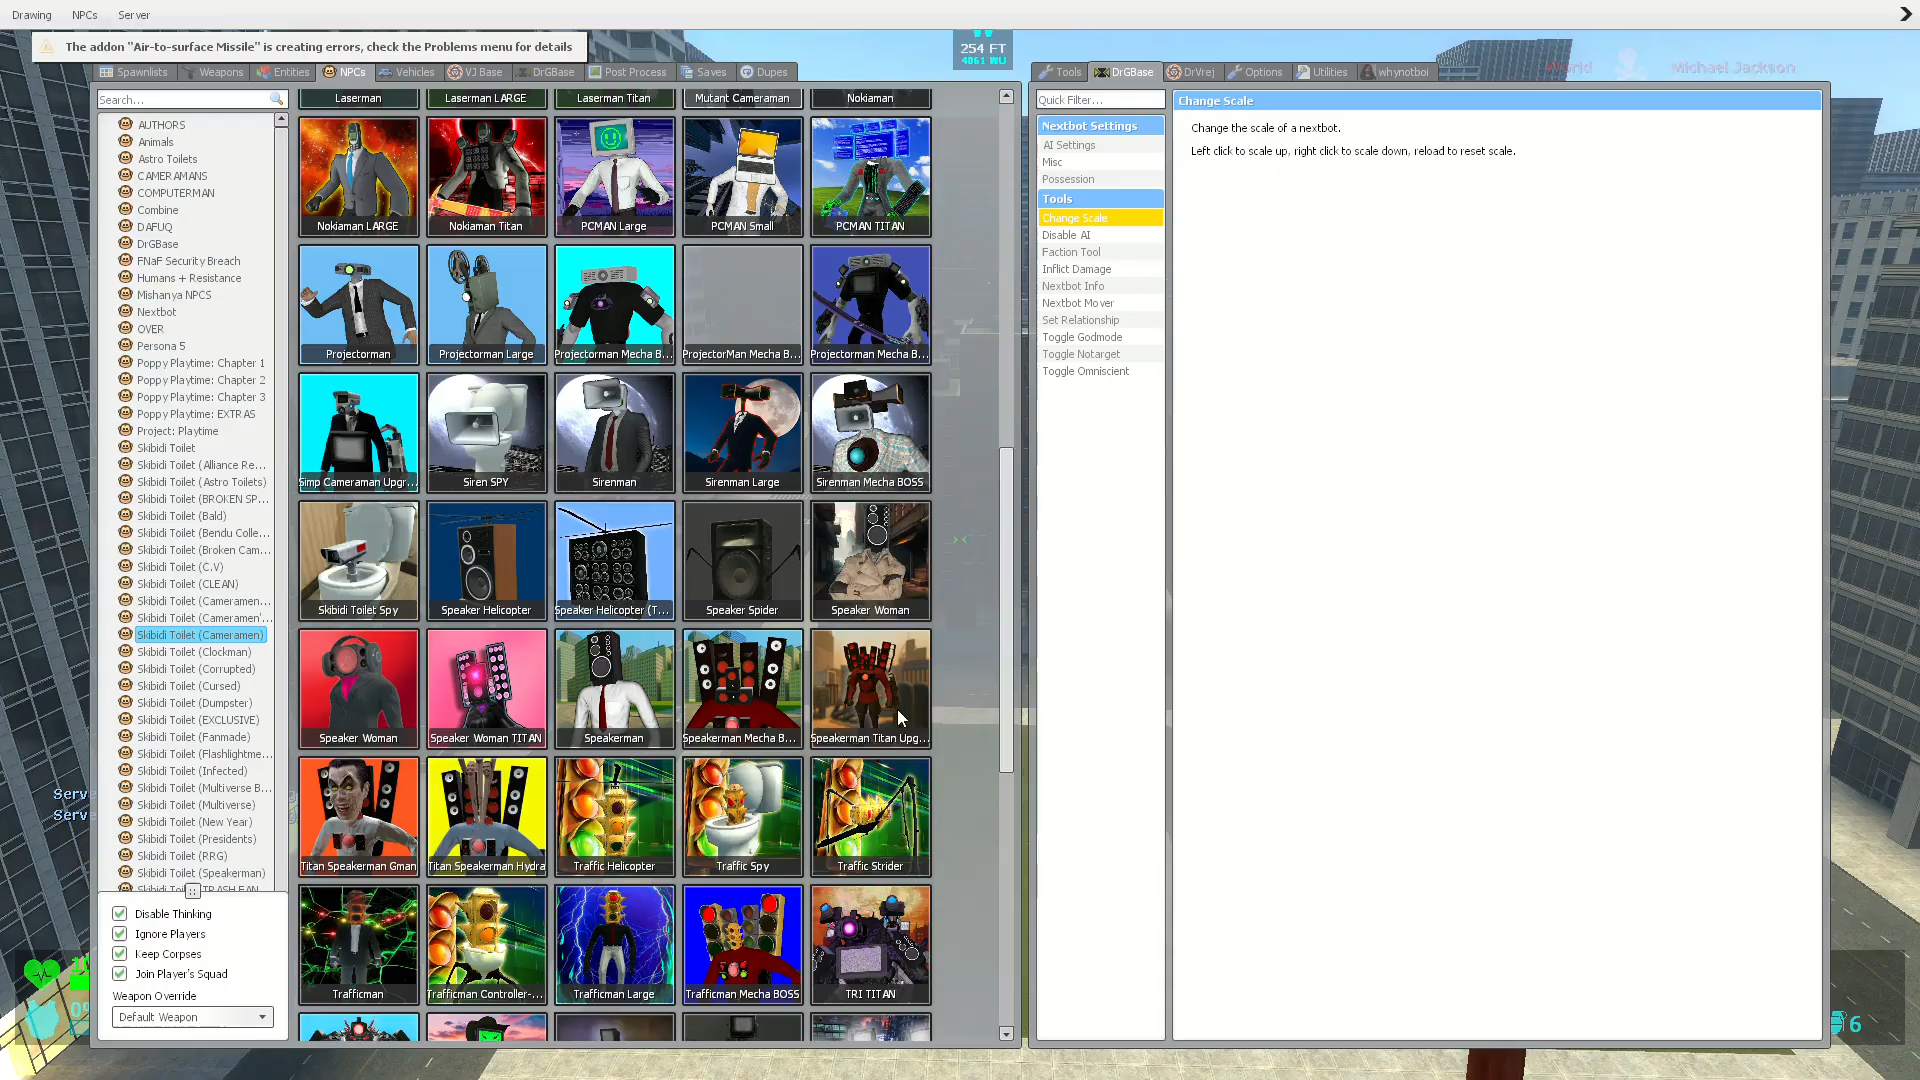 Drawing NPCs Server
The addon "Air-to-surface Missile" is creating errors, check the Problems menu for details
254 FT
4061 WU
World Michael Jackson
Spawnlists Weapons Entities NPCs Vehicles VJ Base DrGBase Post Process Saves Dupes
Tools DrGBase DrVrej Options Utilities whynotboi
Search...
AUTHORS
Animals
Astro Toilets
CAMERAMANS
COMPUTERMAN
Combine
DAFUQ
DrGBase
FNaF Security Breach
Humans + Resistance
Mishanya NPCS
Nextbot
OVER
Persona 5
Poppy Playtime: Chapter 1
Poppy Playtime: Chapter 2
Poppy Playtime: Chapter 3
Poppy Playtime: EXTRAS
Project: Playtime
Skibidi Toilet
Skibidi Toilet (Alliance Re...
Skibidi Toilet (Astro Toilets)
Skibidi Toilet (BROKEN SP...
Skibidi Toilet (Bald)
Skibidi Toilet (Bendu Colle...
Skibidi Toilet (Broken Cam...
Skibidi Toilet (C.V)
Skibidi Toilet (CLEAN)
Skibidi Toilet (Cameramen...
Skibidi Toilet (Cameramen'...
Skibidi Toilet (Cameramen)
Skibidi Toilet (Clockman)
Skibidi Toilet (Corrupted)
Skibidi Toilet (Cursed)
Skibidi Toilet (Dumpster)
Skibidi Toilet (EXCLUSIVE)
Skibidi Toilet (Fanmade)
Skibidi Toilet (Flashlightme...
Skibidi Toilet (Infected)
Skibidi Toilet (Multiverse B...
Skibidi Toilet (Multiverse)
Skibidi Toilet (New Year)
Skibidi Toilet (Presidents)
Skibidi Toilet (RRG)
Skibidi Toilet (Speakerman)
Disable Thinking
Ignore Players
Keep Corpses
Join Player's Squad
Weapon Override
Default Weapon
Serv
Serv
Laserman Laserman LARGE Laserman Titan Mutant Cameraman Nokiaman
Nokiaman LARGE Nokiaman Titan PCMAN Large PCMAN Small PCMAN TITAN
Projectorman Projectorman Large Projectorman Mecha B... ProjectorMan Mecha B... Projectorman Mecha B...
Simp Cameraman Upgr... Siren SPY Sirenman Sirenman Large Sirenman Mecha BOSS
Skibidi Toilet Spy Speaker Helicopter Speaker Helicopter (T... Speaker Spider Speaker Woman
Speaker Woman Speaker Woman TITAN Speakerman Speakerman Mecha B... Speakerman Titan Upg...
Titan Speakerman Gman Titan Speakerman Hydra Traffic Helicopter Traffic Spy Traffic Strider
Trafficman Trafficman Controller-... Trafficman Large Trafficman Mecha BOSS TRI TITAN
Quick Filter...
Nextbot Settings
AI Settings
Misc
Possession
Tools
Change Scale
Disable AI
Faction Tool
Inflict Damage
Nextbot Info
Nextbot Mover
Set Relationship
Toggle Godmode
Toggle Notarget
Toggle Omniscient
Change Scale
Change the scale of a nextbot.
Left click to scale up, right click to scale down, reload to reset scale.
6